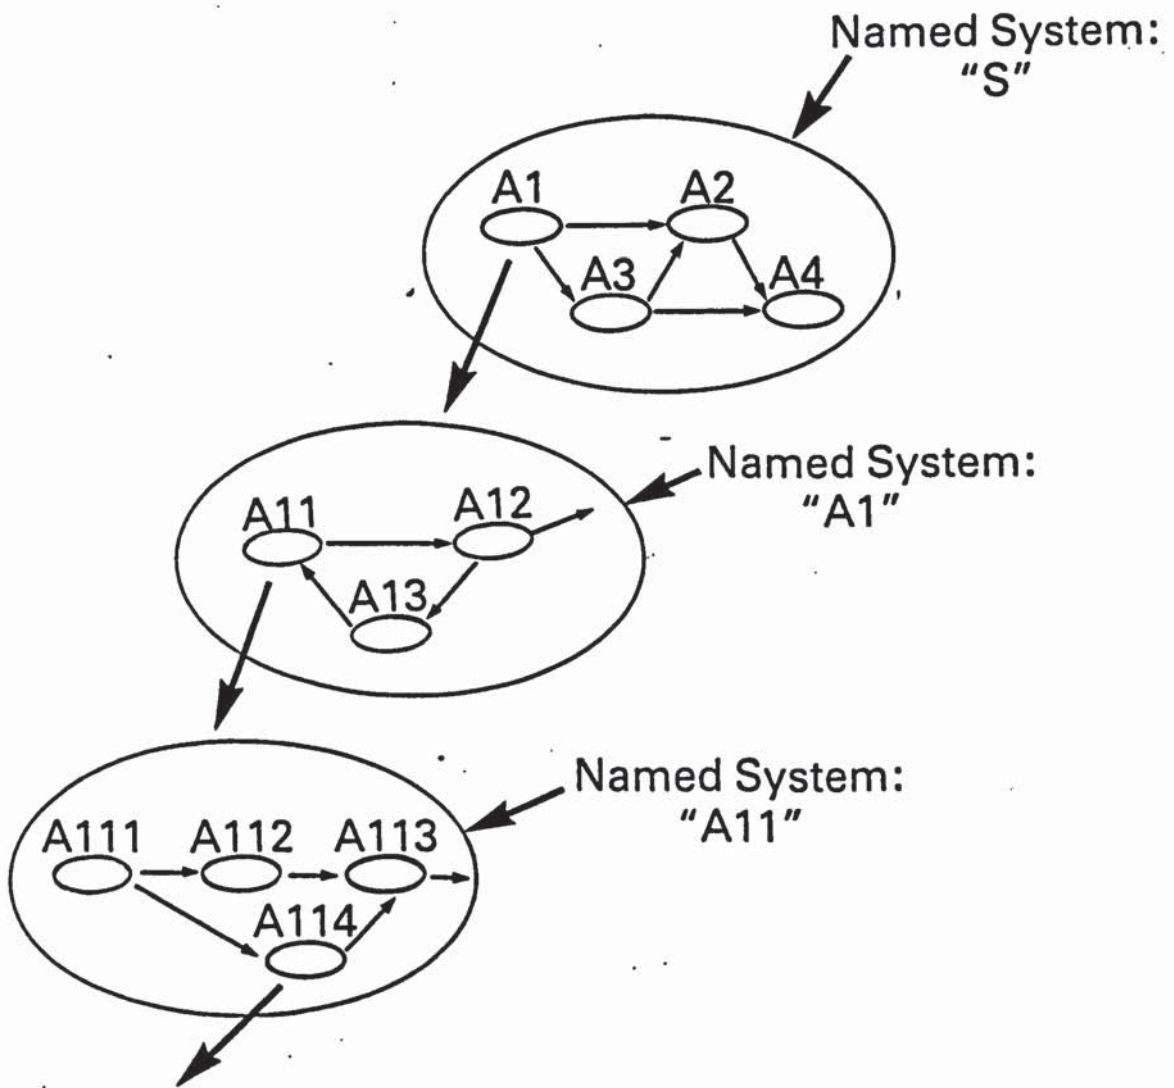 Named System:
"S"
A1
A2
A3
A4
Named System:
"A1"
A11
A12
A13
Named System:
"A11"
A111
A112
A113
A114